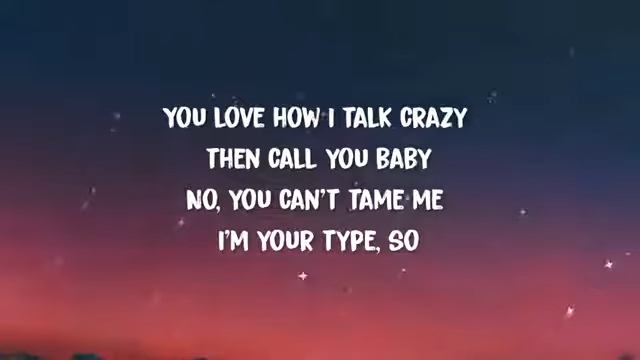 YOU LOVE HOW I TALK CRAZY
THEN CALL YOU BABY
NO, YOU CAN'T TAME ME
I'M YOUR TYPE, SO